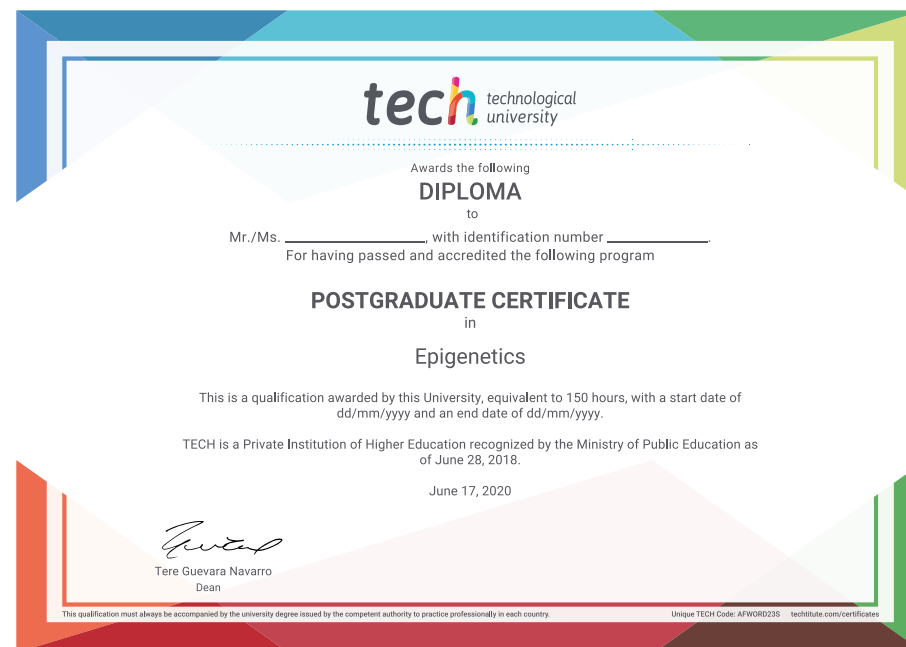 tech technological
university
Awards the following
DIPLOMA
to
Mr./Ms. ____________________, with identification number ______________.
For having passed and accredited the following program
POSTGRADUATE CERTIFICATE
in
Epigenetics
This is a qualification awarded by this University, equivalent to 150 hours, with a start date of
dd/mm/yyyy and an end date of dd/mm/yyyy.
TECH is a Private Institution of Higher Education recognized by the Ministry of Public Education as
of June 28, 2018.
June 17, 2020
Tere Guevara Navarro
Dean
This qualification must always be accompanied by the university degree issued by the competent authority to practice professionally in each country. Unique TECH Code: AFWORD23S techtitute.com/certificates